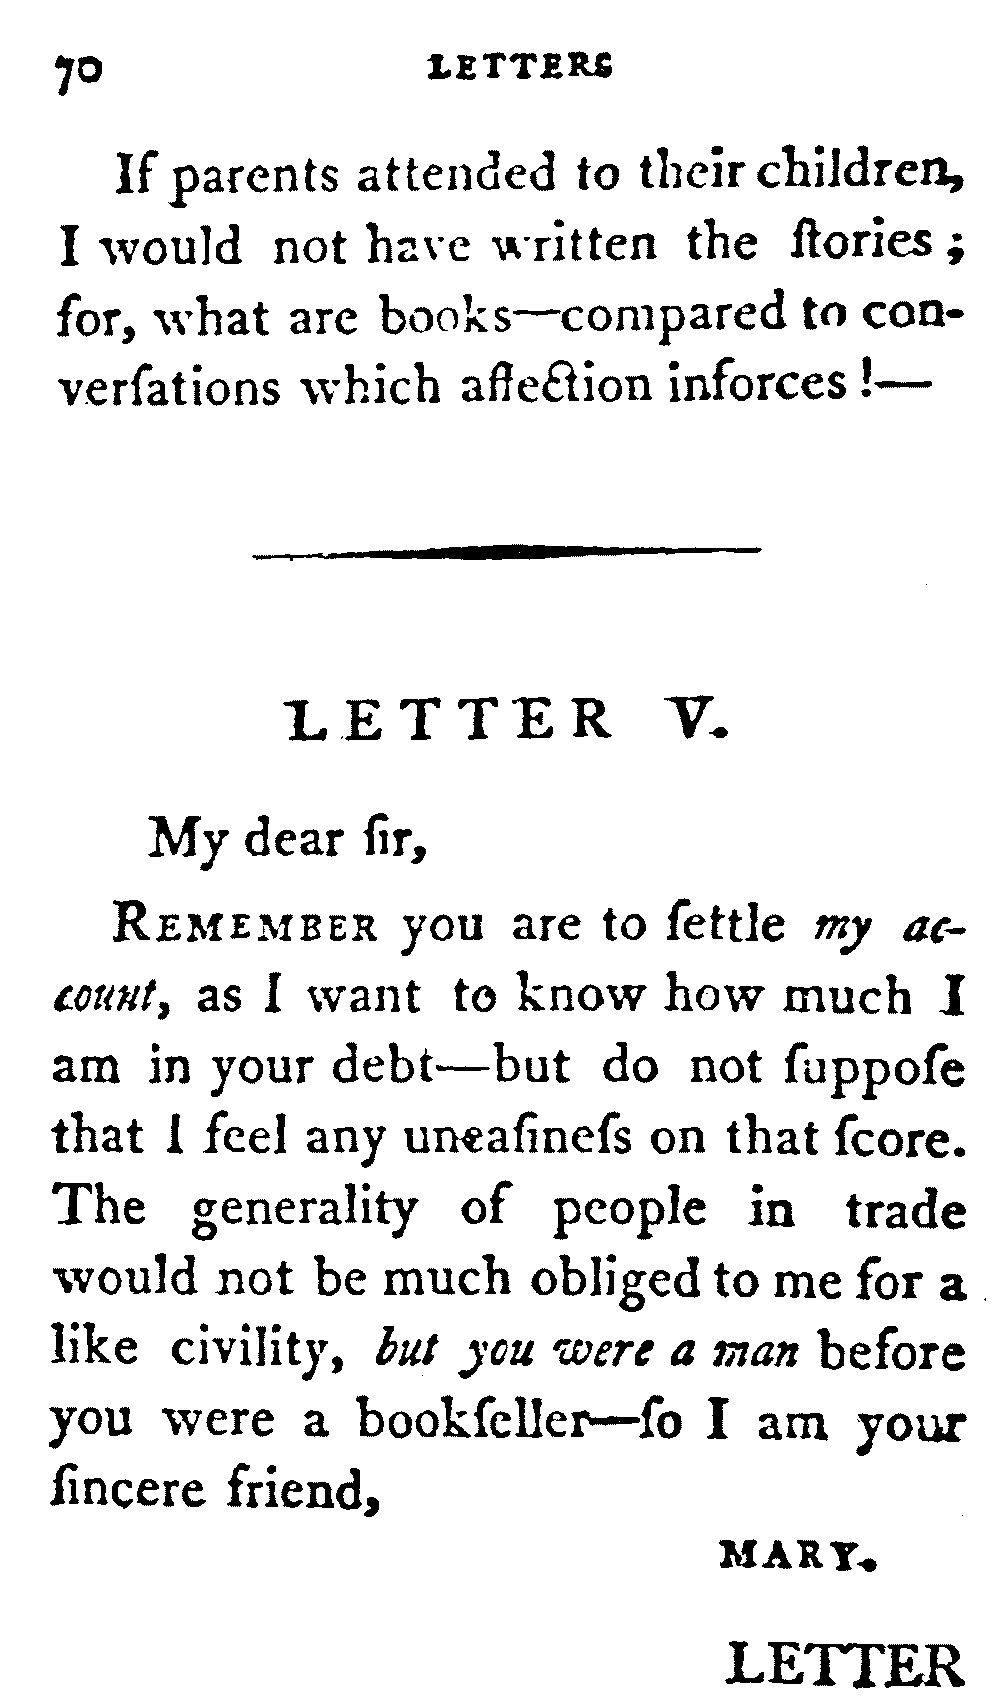 70 LETTERS
If parents attended to their children,
I would not have written the ſtories;
for, what are books—compared to con-
verſations which affection inforces!—
LETTER V.
My dear ſir,
REMEMBER you are to ſettle my ac-
count, as I want to know how much I
am in your debt—but do not ſuppoſe
that I feel any uneaſineſs on that ſcore.
The generality of people in trade
would not be much obliged to me for a
like civility, but you were a man before
you were a bookſeller—ſo I am your
ſincere friend,
MARY.
LETTER